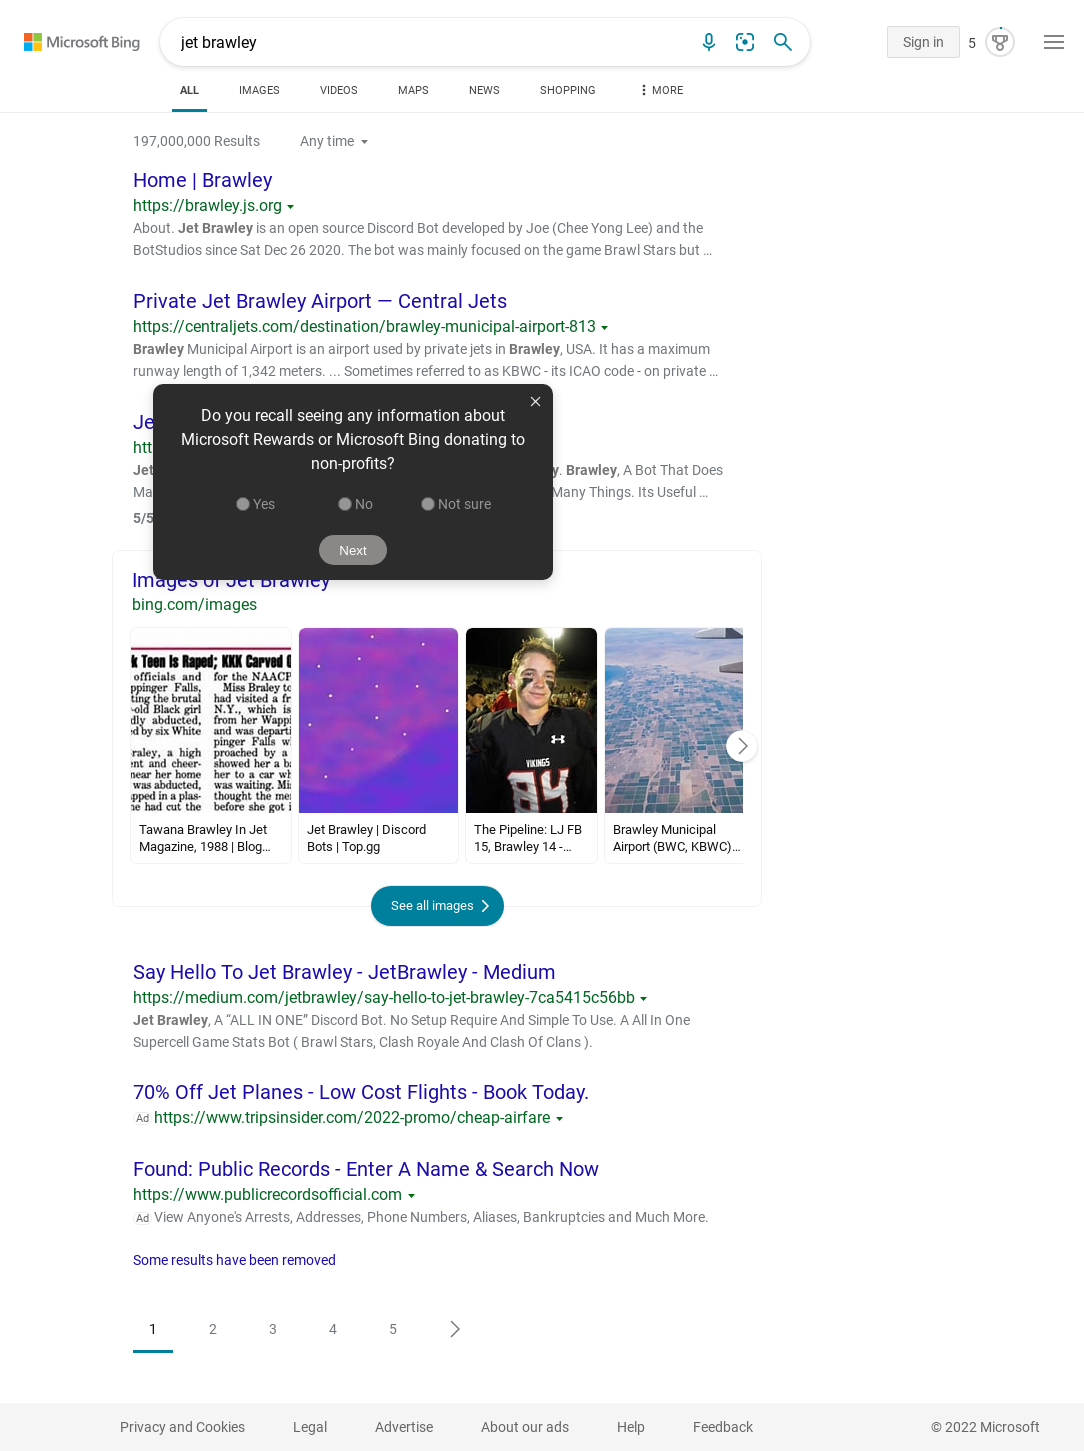 Microsoft Bing
jet brawley
Sign in
5
ALL
IMAGES
VIDEOS
MAPS
NEWS
SHOPPING
MORE
197,000,000 Results
Any time
Home | Brawley
https://brawley.js.org
About. Jet Brawley is an open source Discord Bot developed by Joe (Chee Yong Lee) and the
BotStudios since Sat Dec 26 2020. The bot was mainly focused on the game Brawl Stars but …
Private Jet Brawley Airport — Central Jets
https://centraljets.com/destination/brawley-municipal-airport-813
Brawley Municipal Airport is an airport used by private jets in Brawley, USA. It has a maximum
runway length of 1,342 meters. ... Sometimes referred to as KBWC - its ICAO code - on private …
Je
htt
Jet y. Brawley, A Bot That Does
Ma Many Things. Its Useful …
5/5
Do you recall seeing any information about
Microsoft Rewards or Microsoft Bing donating to
non-profits?
Yes
No
Not sure
Next
Images of Jet Brawley
bing.com/images
k Teen Is Raped; KKK Carved
officials and
ppinger Falls,
ting the brutal
-old Black girl
dly abducted,
ed by six White
raley, a high
ent and cheer-
near her home
was abducted,
apped in a plas-
ne had cut the
for the NAACP
Miss Braley to
had visited a fr
N.Y., which is
from her Wappi
and was departi
pinger Falls wh
proached by a
showed her a ba
her to a car wh
was waiting. Mis
thought the mer
before she got i
VIKINGS
84
Tawana Brawley In Jet
Magazine, 1988 | Blog…
Jet Brawley | Discord
Bots | Top.gg
The Pipeline: LJ FB
15, Brawley 14 -…
Brawley Municipal
Airport (BWC, KBWC)…
See all images
Say Hello To Jet Brawley - JetBrawley - Medium
https://medium.com/jetbrawley/say-hello-to-jet-brawley-7ca5415c56bb
Jet Brawley, A “ALL IN ONE” Discord Bot. No Setup Require And Simple To Use. A All In One
Supercell Game Stats Bot ( Brawl Stars, Clash Royale And Clash Of Clans ).
70% Off Jet Planes - Low Cost Flights - Book Today.
Ad https://www.tripsinsider.com/2022-promo/cheap-airfare
Found: Public Records - Enter A Name & Search Now
https://www.publicrecordsofficial.com
Ad View Anyone's Arrests, Addresses, Phone Numbers, Aliases, Bankruptcies and Much More.
Some results have been removed
1
2
3
4
5
Privacy and Cookies
Legal
Advertise
About our ads
Help
Feedback
© 2022 Microsoft